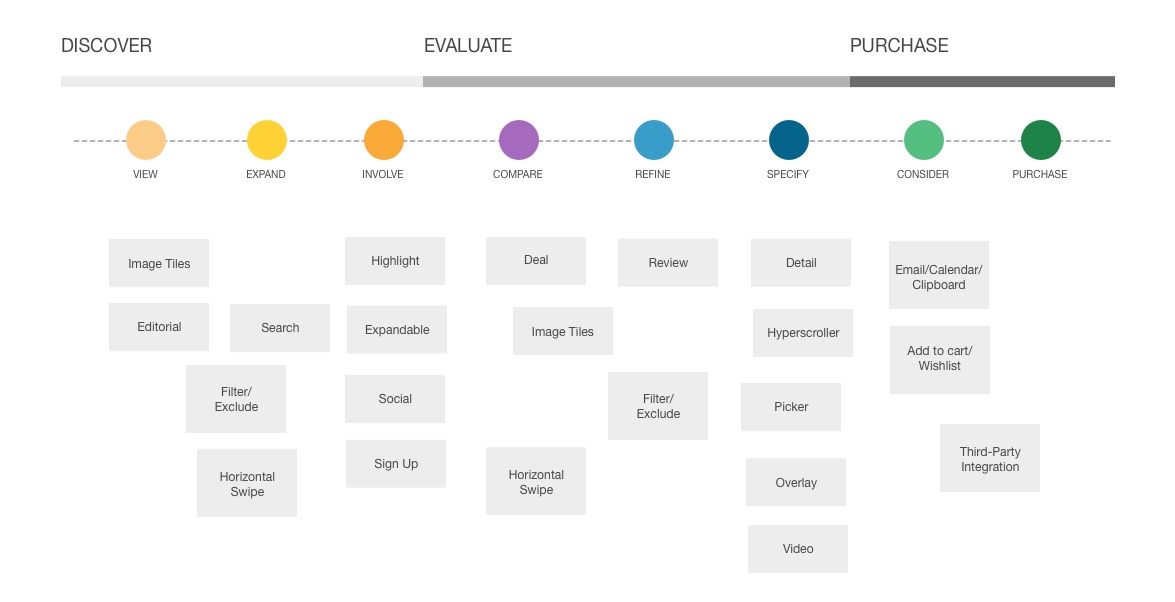 DISCOVER
EVALUATE
PURCHASE
VIEW
EXPAND
INVOLVE
COMPARE
REFINE
SPECIFY
CONSIDER
PURCHASE
Image Tiles
Highlight
Deal
Review
Detail
Email/Calendar/
Clipboard
Editorial
Search
Expandable
Image Tiles
Hyperscroller
Add to cart/
Wishlist
Filter/
Exclude
Social
Filter/
Exclude
Picker
Third-Party
Integration
Horizontal
Swipe
Sign Up
Horizontal
Swipe
Overlay
Video